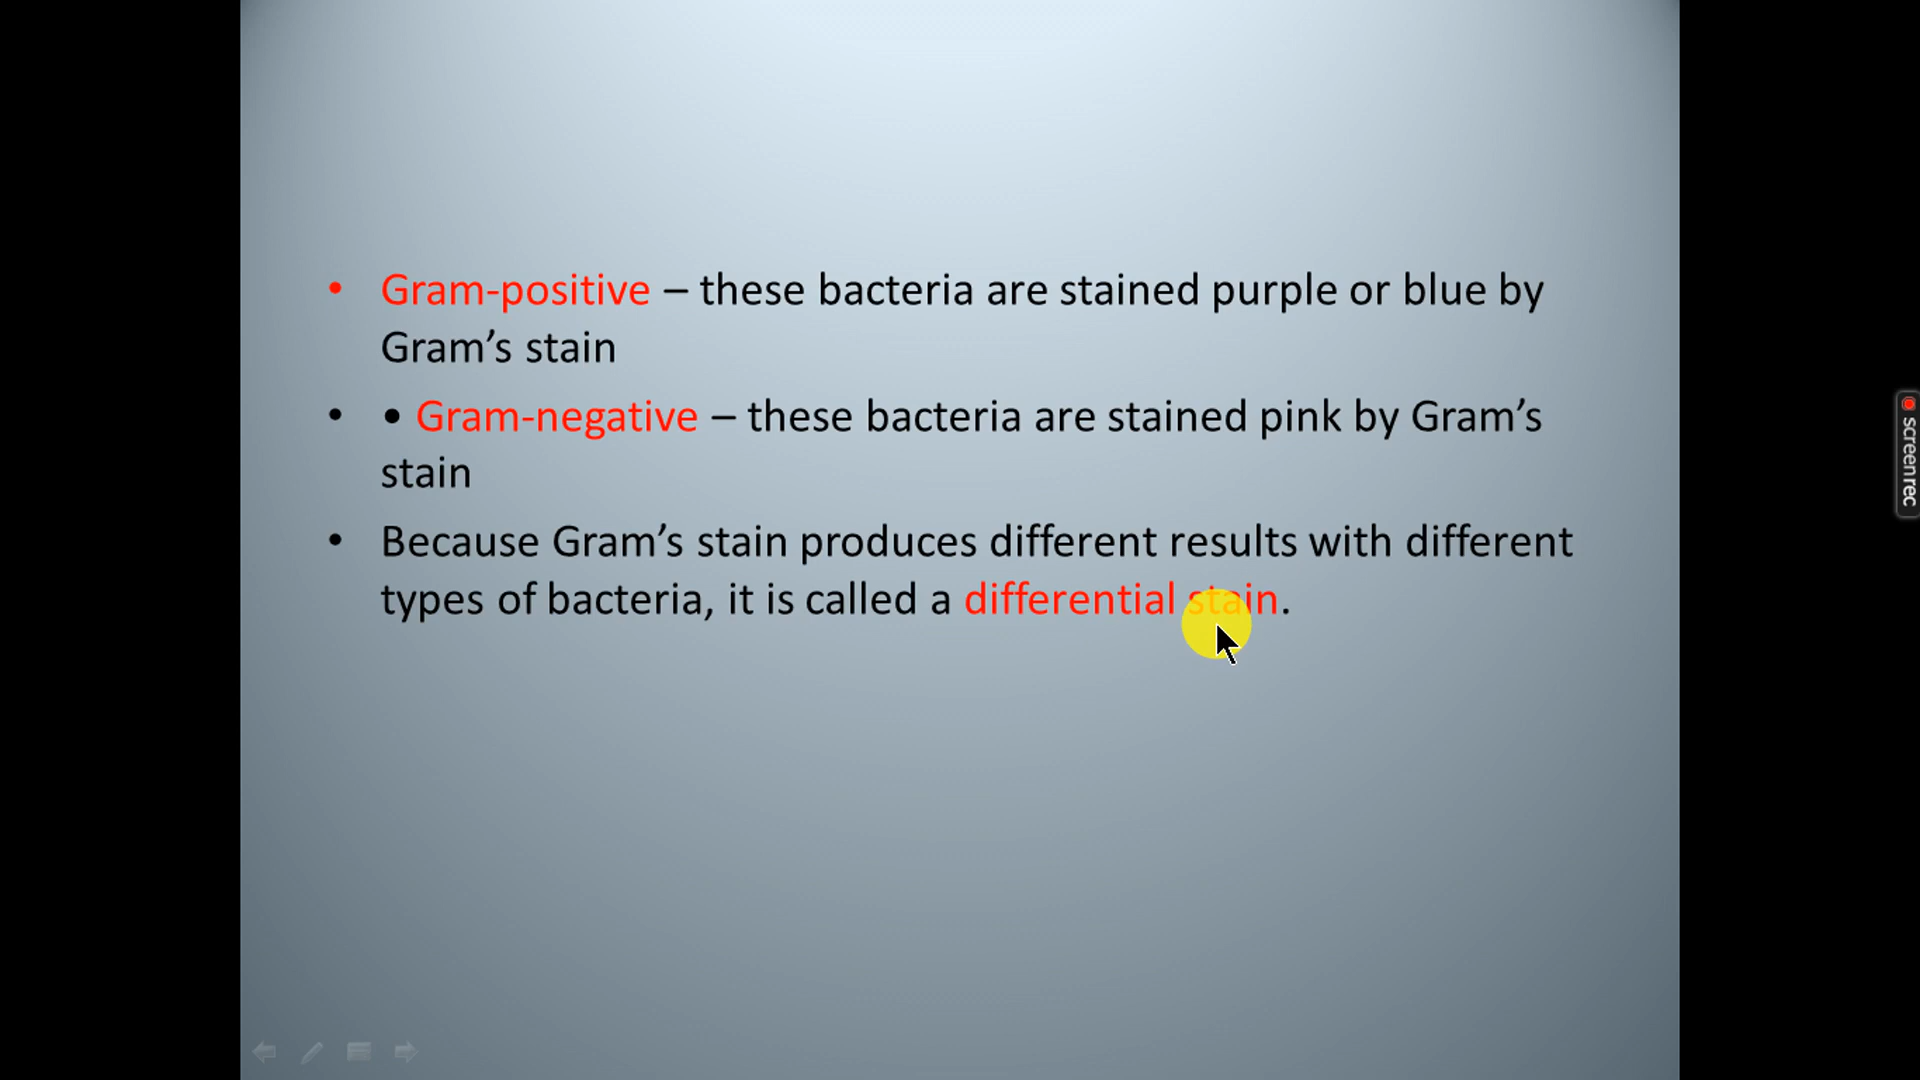 • Gram-positive – these bacteria are stained purple or blue by
Gram’s stain
• • Gram-negative – these bacteria are stained pink by Gram’s
stain
• Because Gram’s stain produces different results with different
types of bacteria, it is called a differential stain.
screenrec